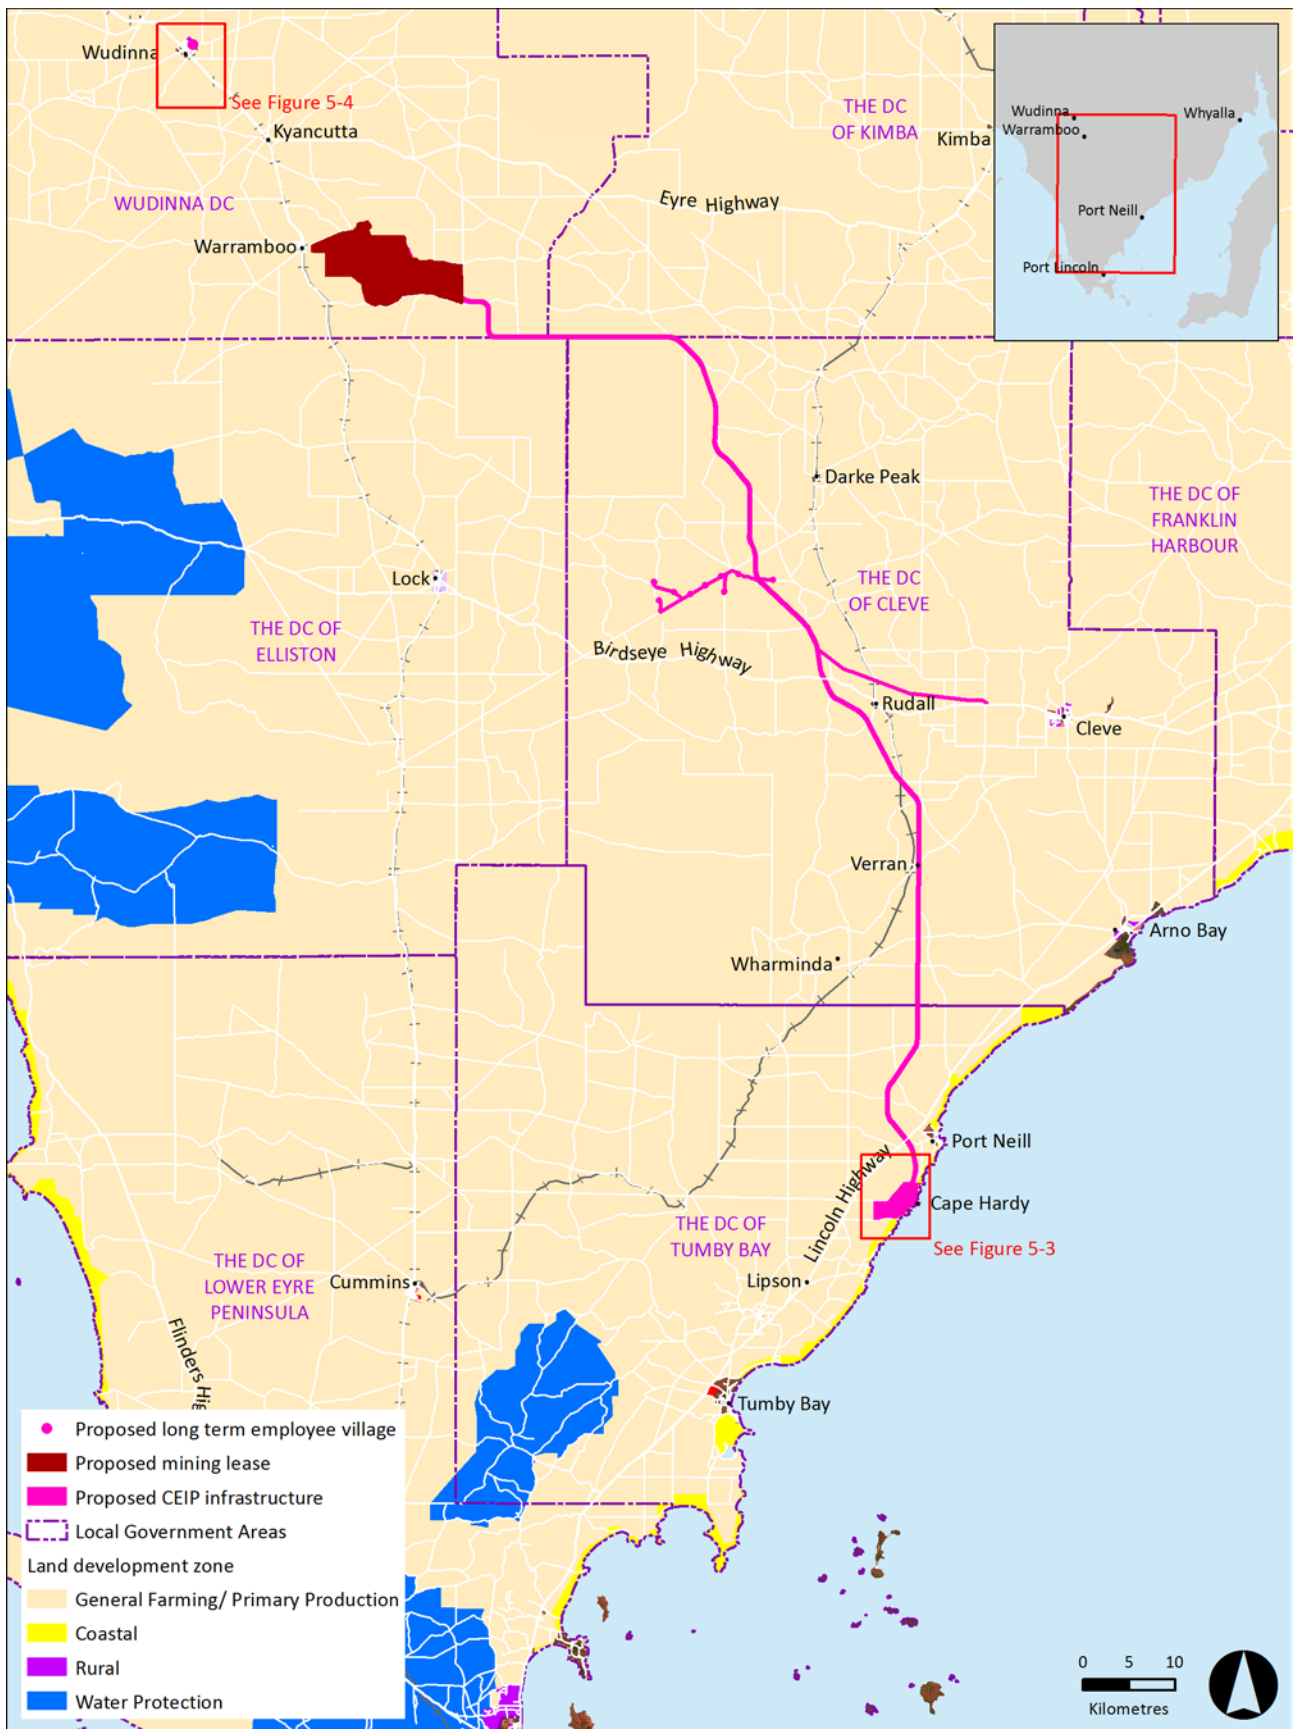 Wudinna
See Figure 5-4
Kyancutta
THE DC
OF KIMBA
Kimba
Wudinna
Warramboo
Whyalla
Port Neill
Port Lincoln
WUDINNA DC
Eyre Highway
Warramboo
Darke Peak
THE DC OF
FRANKLIN
HARBOUR
Lock
THE DC
OF CLEVE
THE DC OF
ELLISTON
Birdseye Highway
Rudall
Cleve
Verran
Arno Bay
Wharminda
Port Neill
Lincoln Highway
Cape Hardy
THE DC OF
TUMBY BAY
See Figure 5-3
THE DC OF
LOWER EYRE
PENINSULA
Cummins
Lipson
Flinders Hig
Tumby Bay
Proposed long term employee village
Proposed mining lease
Proposed CEIP infrastructure
Local Government Areas
Land development zone
General Farming/ Primary Production
Coastal
Rural
Water Protection
0 5 10
Kilometres